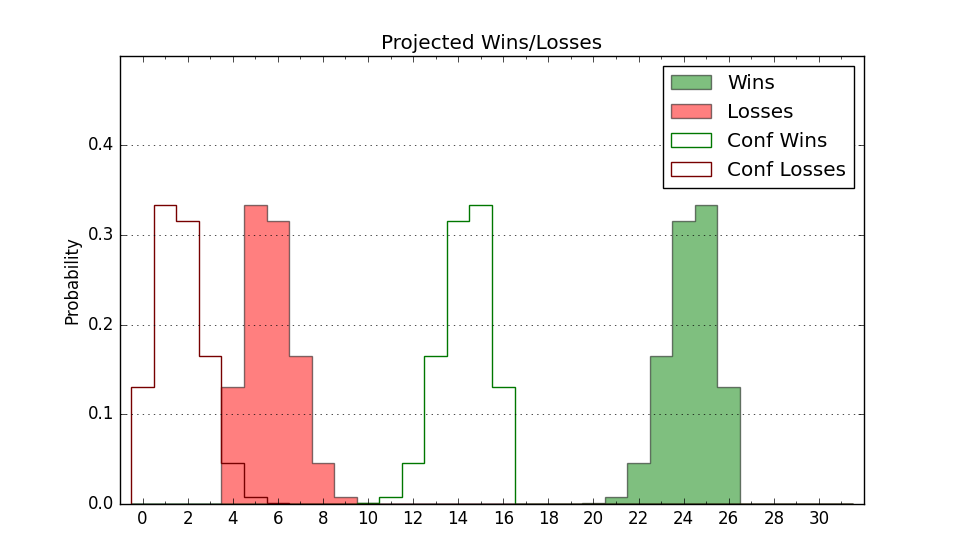 Projected Wins/Losses
Wins
Losses
Conf Wins
Conf Losses
Probability
0.4
0.3
0.2
0.1
0.0
0 2 4 6 8 10 12 14 16 18 20 22 24 26 28 30